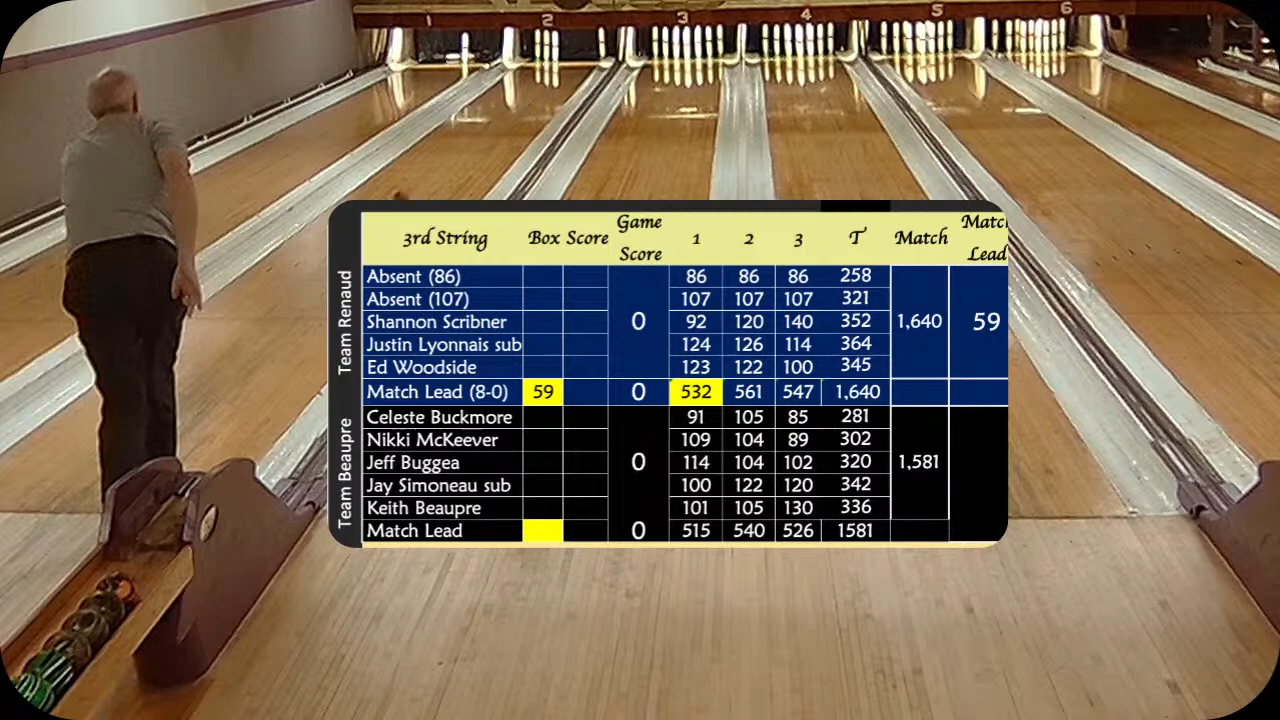 1 2 3 4 5 6
3rd String Box Score Game Score 1 2 3 T Match Match Lead
Team Renaud
Absent (86) 86 86 86 258
Absent (107) 107 107 107 321
Shannon Scribner 0 92 120 140 352 1,640 59
Justin Lyonnais sub 124 126 114 364
Ed Woodside 123 122 100 345
Match Lead (8-0) 59 0 532 561 547 1,640
Team Beaupre
Celeste Buckmore 91 105 85 281
Nikki McKeever 109 104 89 302
Jeff Buggea 0 114 104 102 320 1,581
Jay Simoneau sub 100 122 120 342
Keith Beaupre 101 105 130 336
Match Lead 0 515 540 526 1581